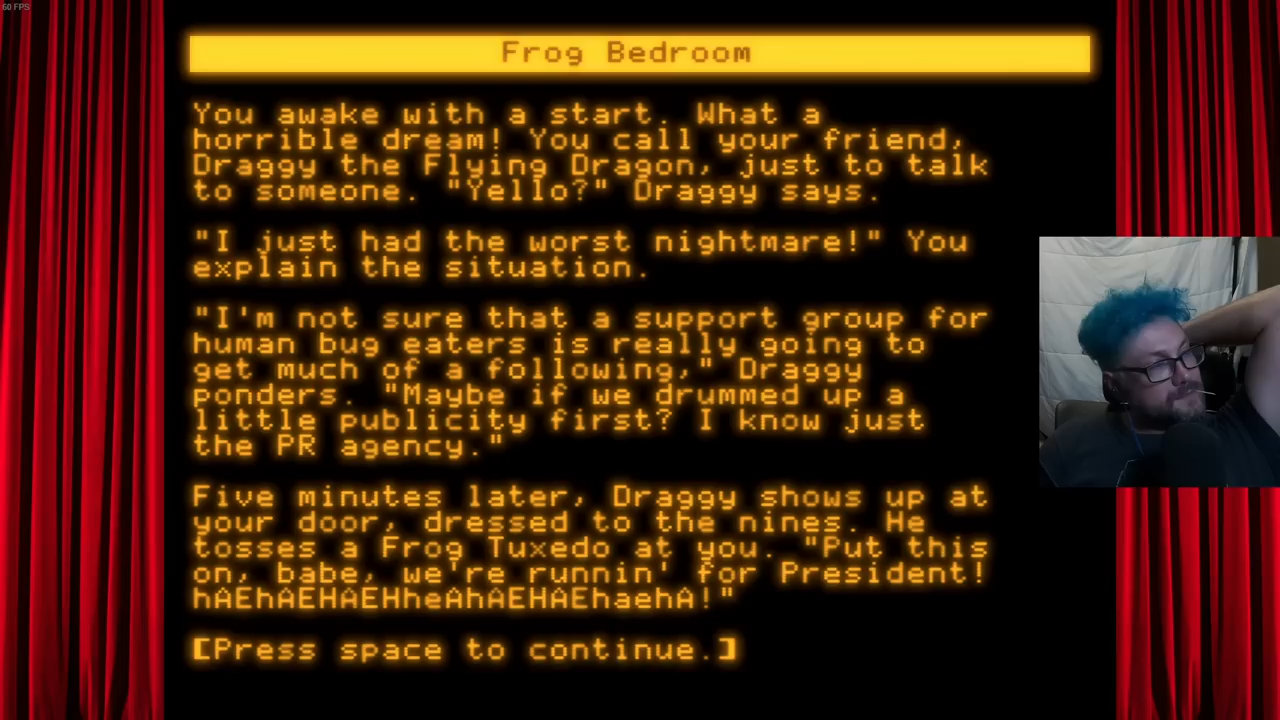 60 FPS
Frog Bedroom
You awake with a start. What a
horrible dream! You call your friend,
Draggy the Flying Dragon, just to talk
to someone. "Yello?" Draggy says.
"I just had the worst nightmare!" You
explain the situation.
"I'm not sure that a support group for
human bug eaters is really going to
get much of a following," Draggy
ponders. "Maybe if we drummed up a
little publicity first? I know just
the PR agency."
Five minutes later, Draggy shows up at
your door, dressed to the nines. He
tosses a Frog Tuxedo at you. "Put this
on, babe, we're runnin' for President!
hAEhAEHAEHheAhAEHAEhaehA!"
[Press space to continue.]